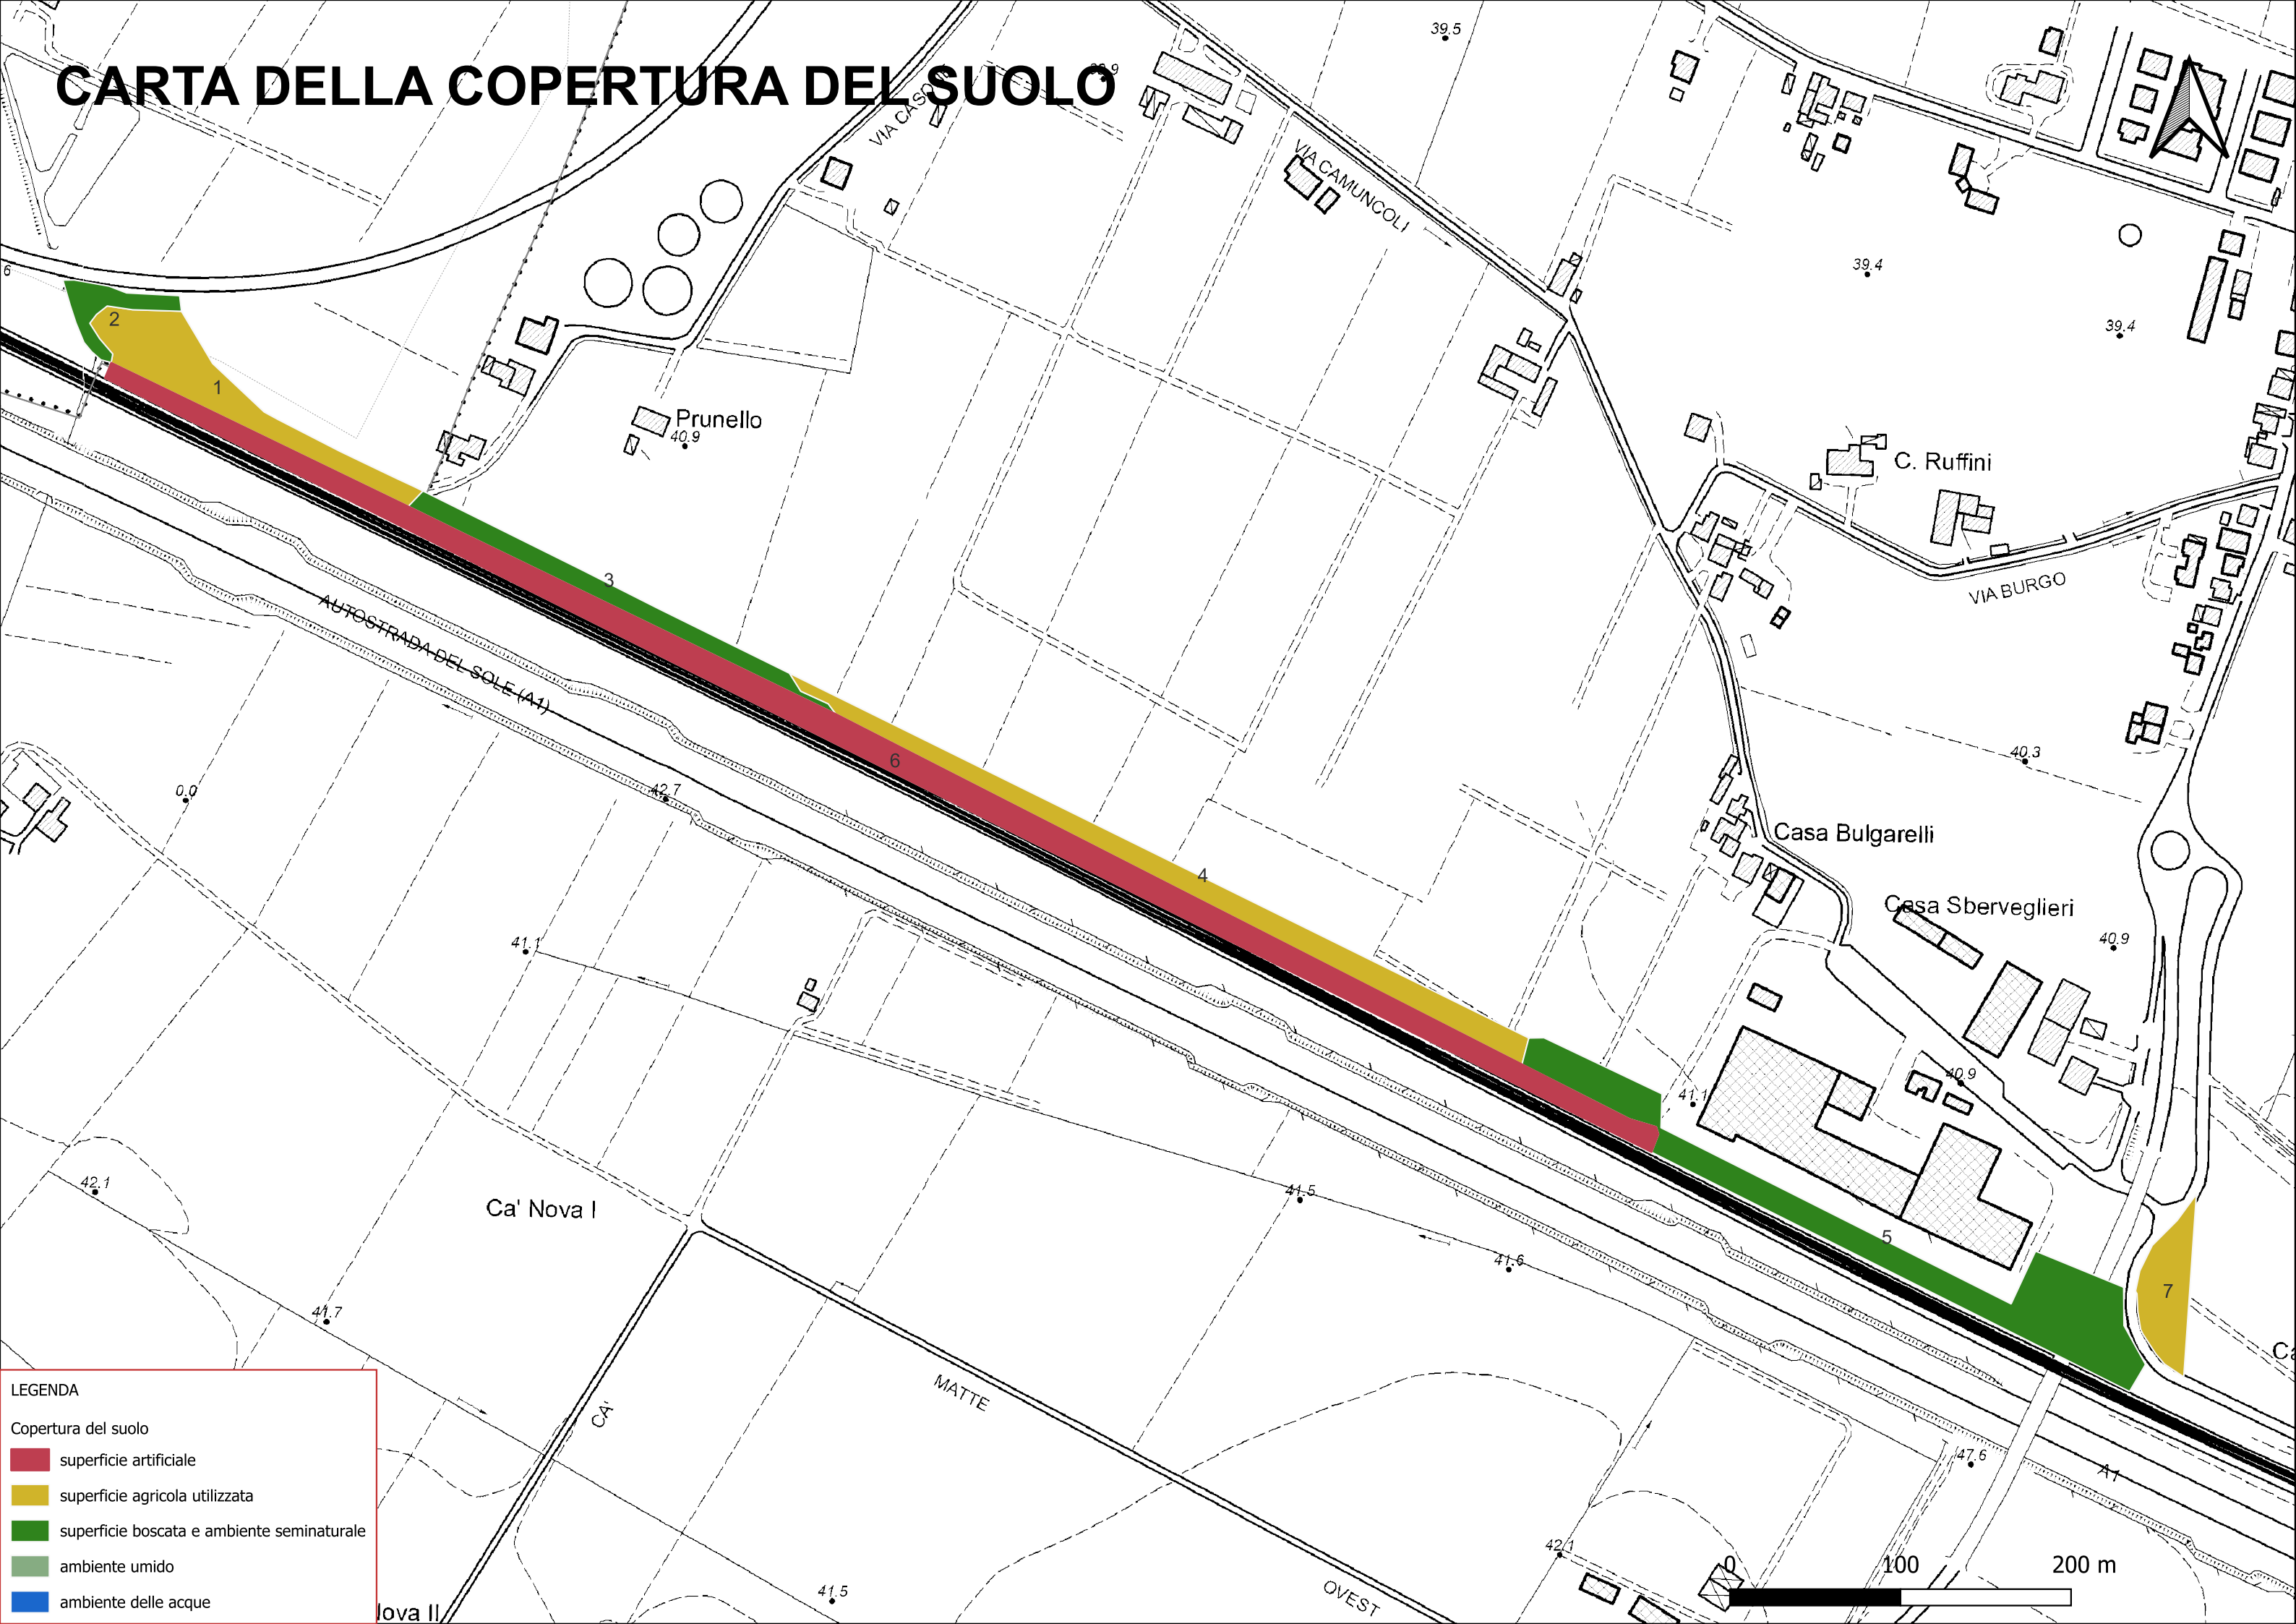 39.5
CARTA DELLA COPERTURA DEL SUOLO
VIA CAMUNCOLI
39.4
6
2
39.4
1
Prunello
40.9
C. Ruffini
3
VIA BURGO
AUTOSTRADA DEL SOLE (A1)
40.3
6
0.0
42.7
Casa Bulgarelli
4
Casa Sberveglieri
41.1
40.9
40.9
41.1
42.1
41.5
Ca' Nova I
5
41.6
7
41.7
Ca
MATTE
CA'
47.6
A1
42.1
41.5
OVEST
LEGENDA
Copertura del suolo
superficie artificiale
superficie agricola utilizzata
superficie boscata e ambiente seminaturale
ambiente umido
ambiente delle acque
lova II
0 100 200 m